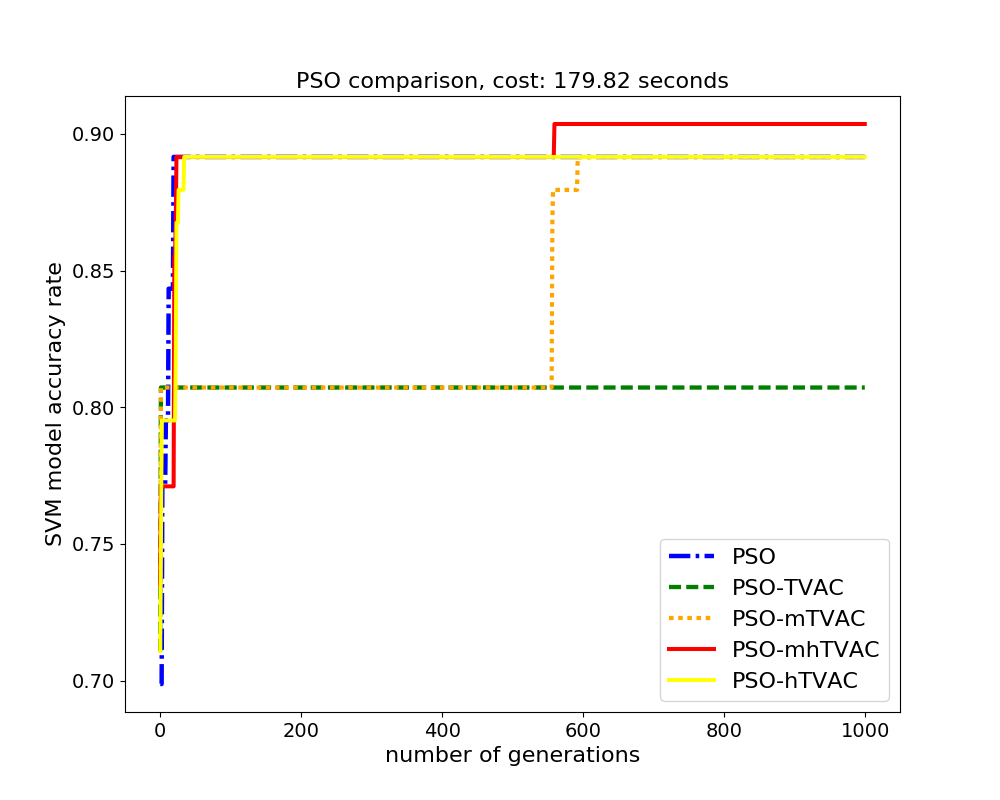 PSO comparison, cost: 179.82 seconds
SVM model accuracy rate
0.90
0.85
0.80
0.75
0.70
PSO
PSO-TVAC
PSO-mTVAC
PSO-mhTVAC
PSO-hTVAC
0 200 400 600 800 1000
number of generations